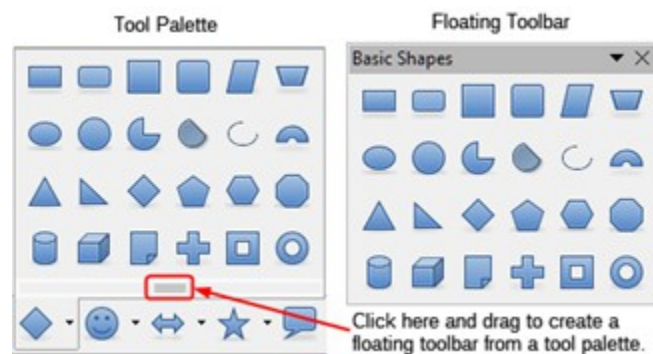 Tool Palette
Floating Toolbar
Basic Shapes
Click here and drag to create a
floating toolbar from a tool palette.